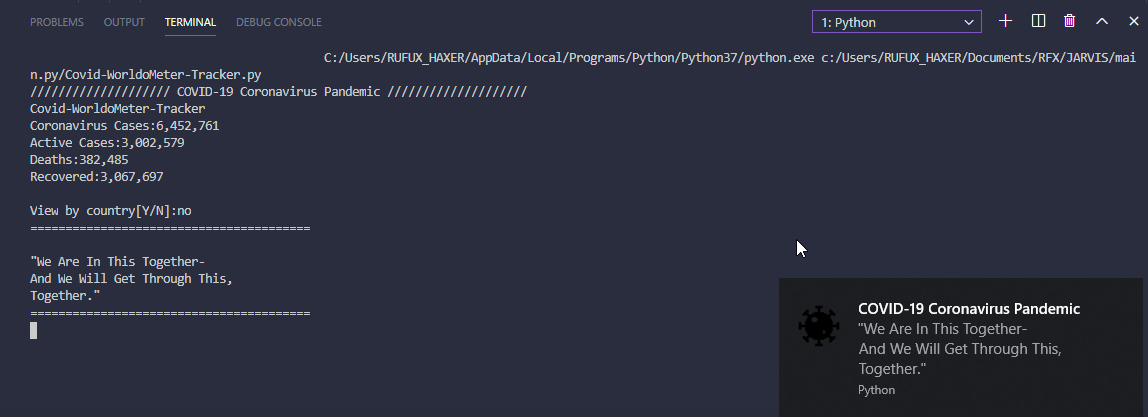 PROBLEMS OUTPUT TERMINAL DEBUG CONSOLE 1: Python
C:/Users/RUFUX_HAXER/AppData/Local/Programs/Python/Python37/python.exe c:/Users/RUFUX_HAXER/Documents/RFX/JARVIS/mai
n.py/Covid-WorldoMeter-Tracker.py
//////////////////// COVID-19 Coronavirus Pandemic ////////////////////
Covid-WorldoMeter-Tracker
Coronavirus Cases:6,452,761
Active Cases:3,002,579
Deaths:382,485
Recovered:3,067,697
View by country[Y/N]:no
========================================
"We Are In This Together-
And We Will Get Through This,
Together."
========================================
COVID-19 Coronavirus Pandemic
"We Are In This Together-
And We Will Get Through This,
Together."
Python